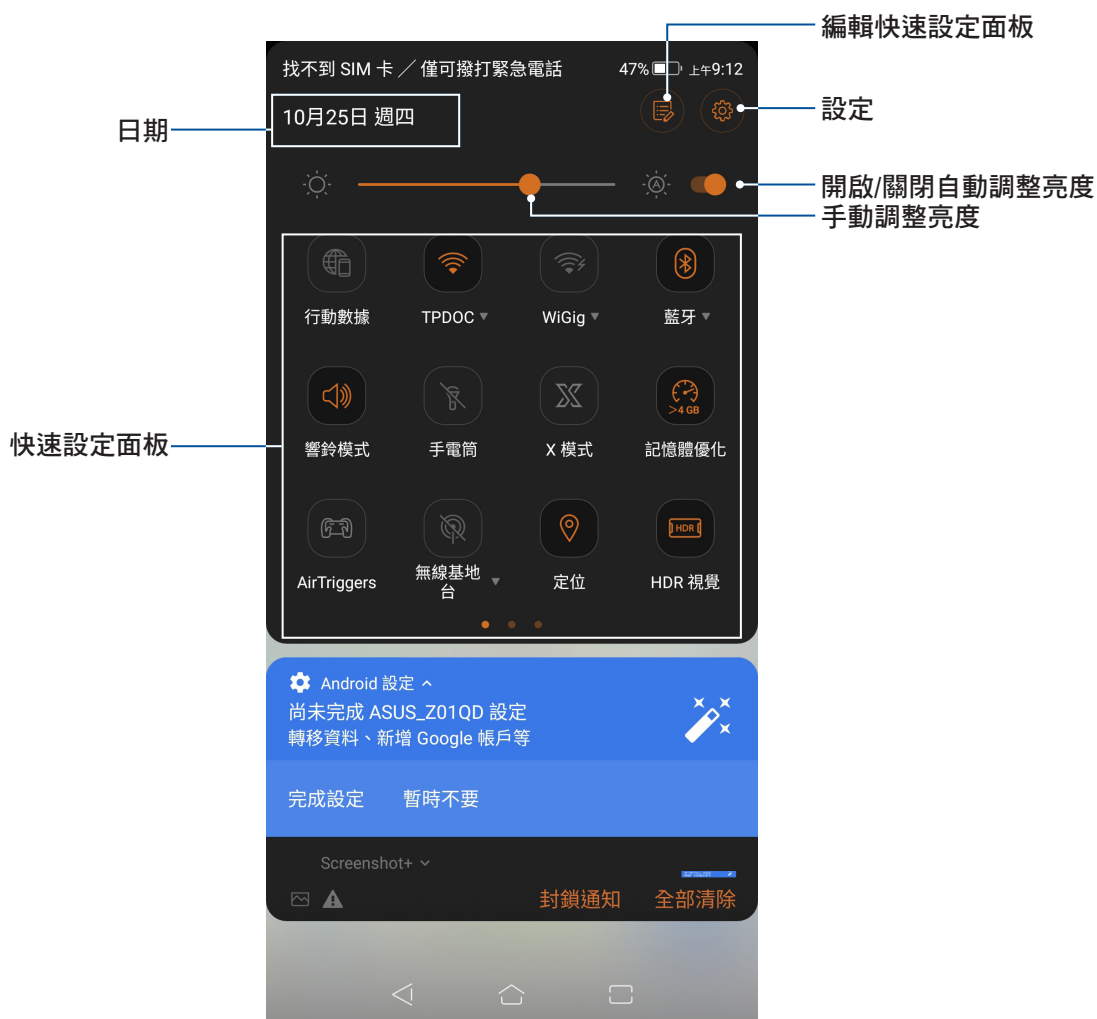 編輯快速設定面板
找不到 SIM 卡 ／ 僅可撥打緊急電話 47% 上午9:12
10月25日 週四
設定
日期
A
開啟/關閉自動調整亮度
手動調整亮度
行動數據 TPDOC WiGig 藍牙
>4 GB
響鈴模式 手電筒 X 模式 記憶體優化
快速設定面板
HDR
AirTriggers 無線基地台 定位 HDR 視覺
Android 設定
尚未完成 ASUS_Z01QD 設定
轉移資料、新增 Google 帳戶等
完成設定 暫時不要
Screenshot+
封鎖通知 全部清除